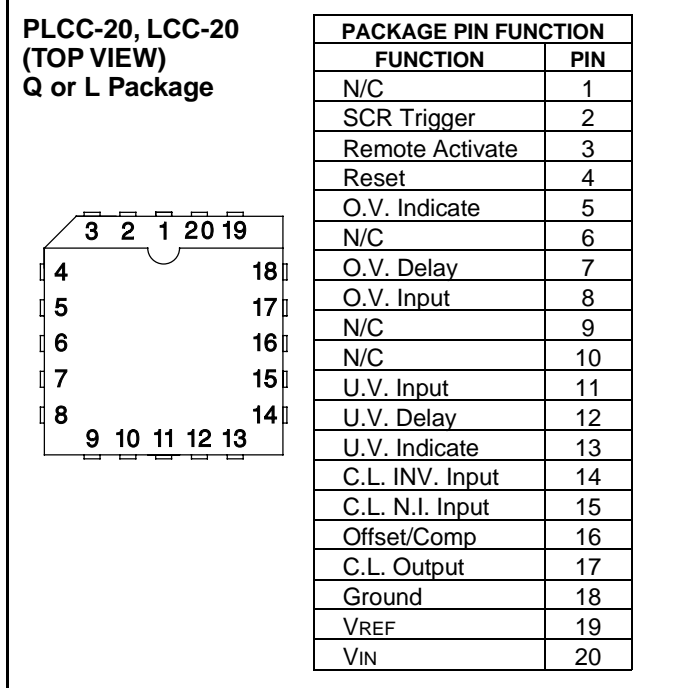 PLCC-20, LCC-20
(TOP VIEW)
Q or L Package
3 2 1 20 19
4 18
5 17
6 16
7 15
8 14
9 10 11 12 13
PACKAGE PIN FUNCTION
FUNCTION PIN
N/C 1
SCR Trigger 2
Remote Activate 3
Reset 4
O.V. Indicate 5
N/C 6
O.V. Delay 7
O.V. Input 8
N/C 9
N/C 10
U.V. Input 11
U.V. Delay 12
U.V. Indicate 13
C.L. INV. Input 14
C.L. N.I. Input 15
Offset/Comp 16
C.L. Output 17
Ground 18
VREF 19
VIN 20